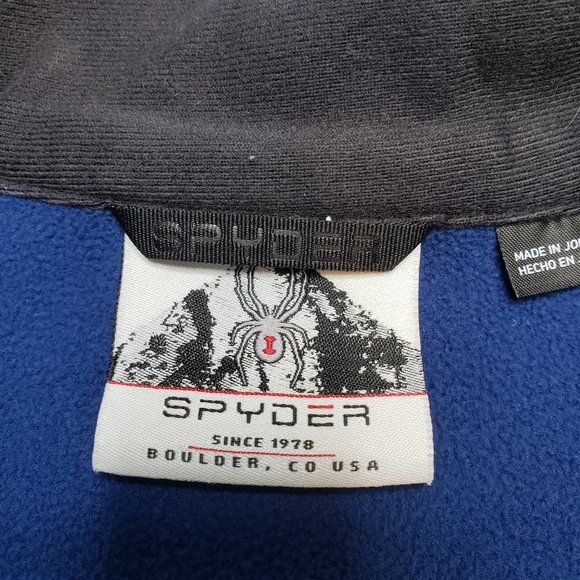 SPYDER
MADE IN
HECHO EN
I
SPYDER
SINCE 1978
BOULDER, CO USA